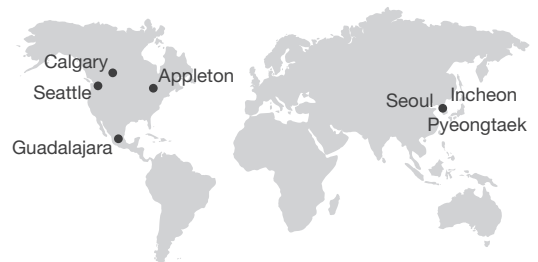 Calgary
Appleton
Seattle
Seoul
Incheon
Pyeongtaek
Guadalajara